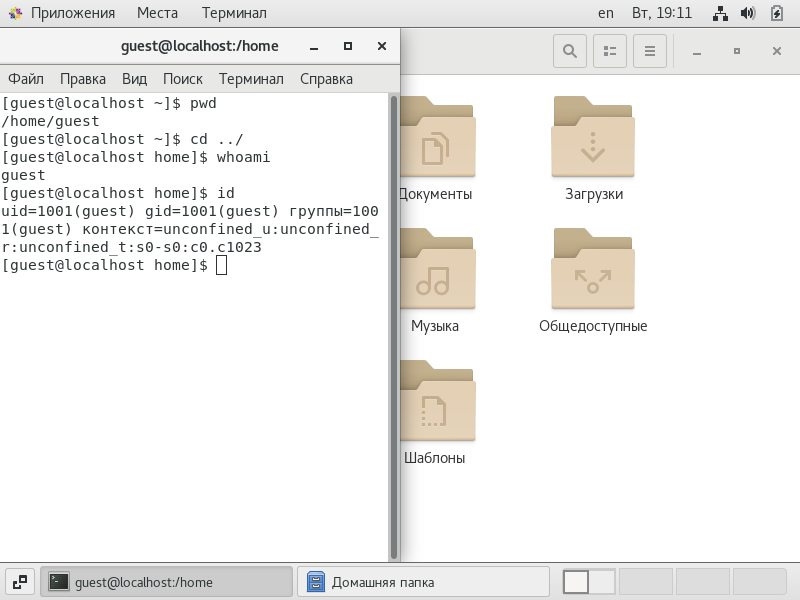 Приложения Места Терминал en Вт, 19:11
guest@localhost:/home
Файл Правка Вид Поиск Терминал Справка
[guest@localhost ~]$ pwd
/home/guest
[guest@localhost ~]$ cd ../
[guest@localhost home]$ whoami
guest
[guest@localhost home]$ id
uid=1001(guest) gid=1001(guest) группы=100
1(guest) контекст=unconfined_u:unconfined_
r:unconfined_t:s0-s0:c0.c1023
[guest@localhost home]$
Документы Загрузки
Музыка Общедоступные
Шаблоны
guest@localhost:/home Домашняя папка